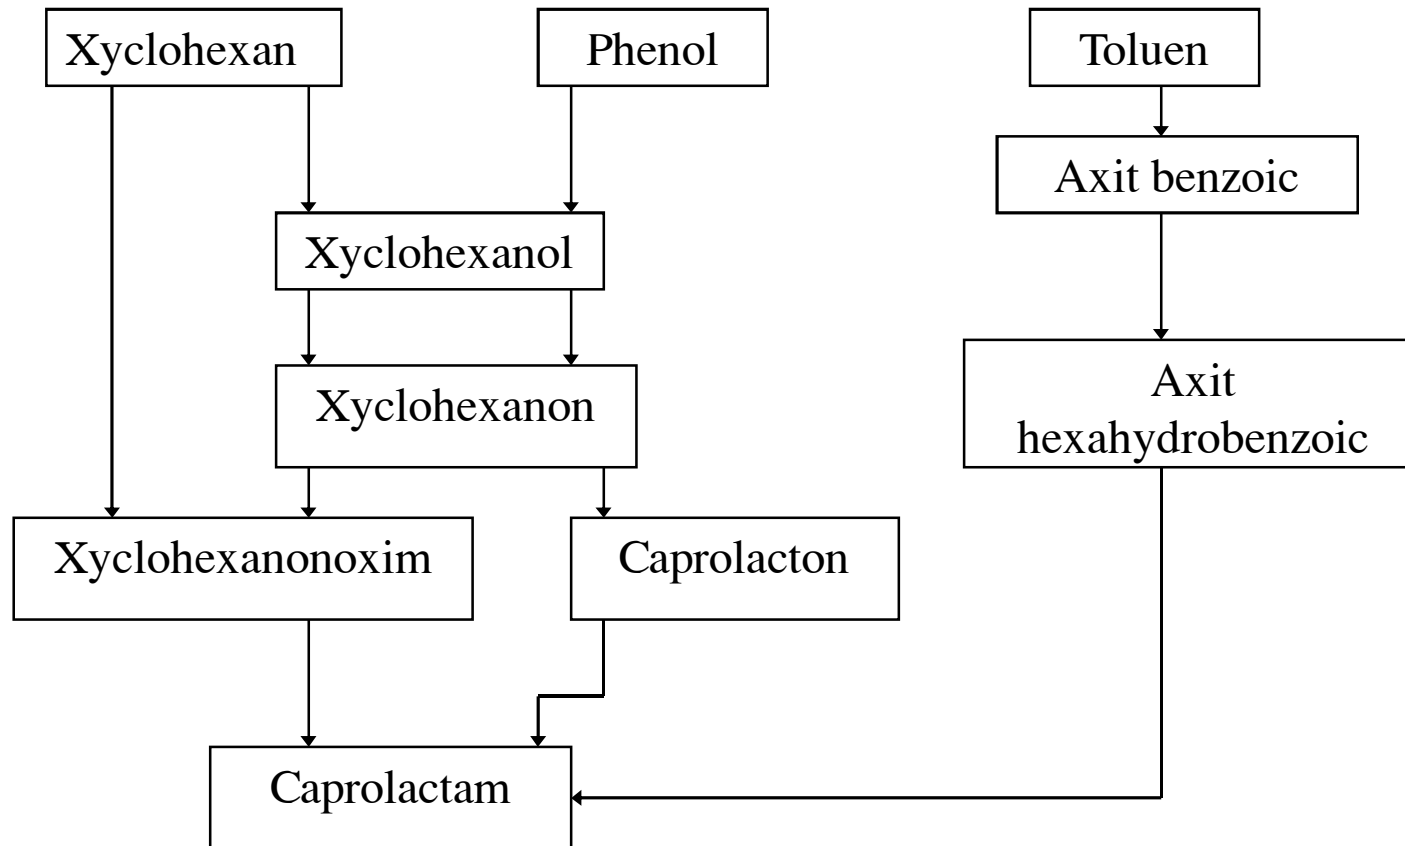 Xyclohexan
Phenol
Toluen
Axit benzoic
Xyclohexanol
Axit
hexahydrobenzoic
Xyclohexanon
Xyclohexanonoxim
Caprolacton
Caprolactam